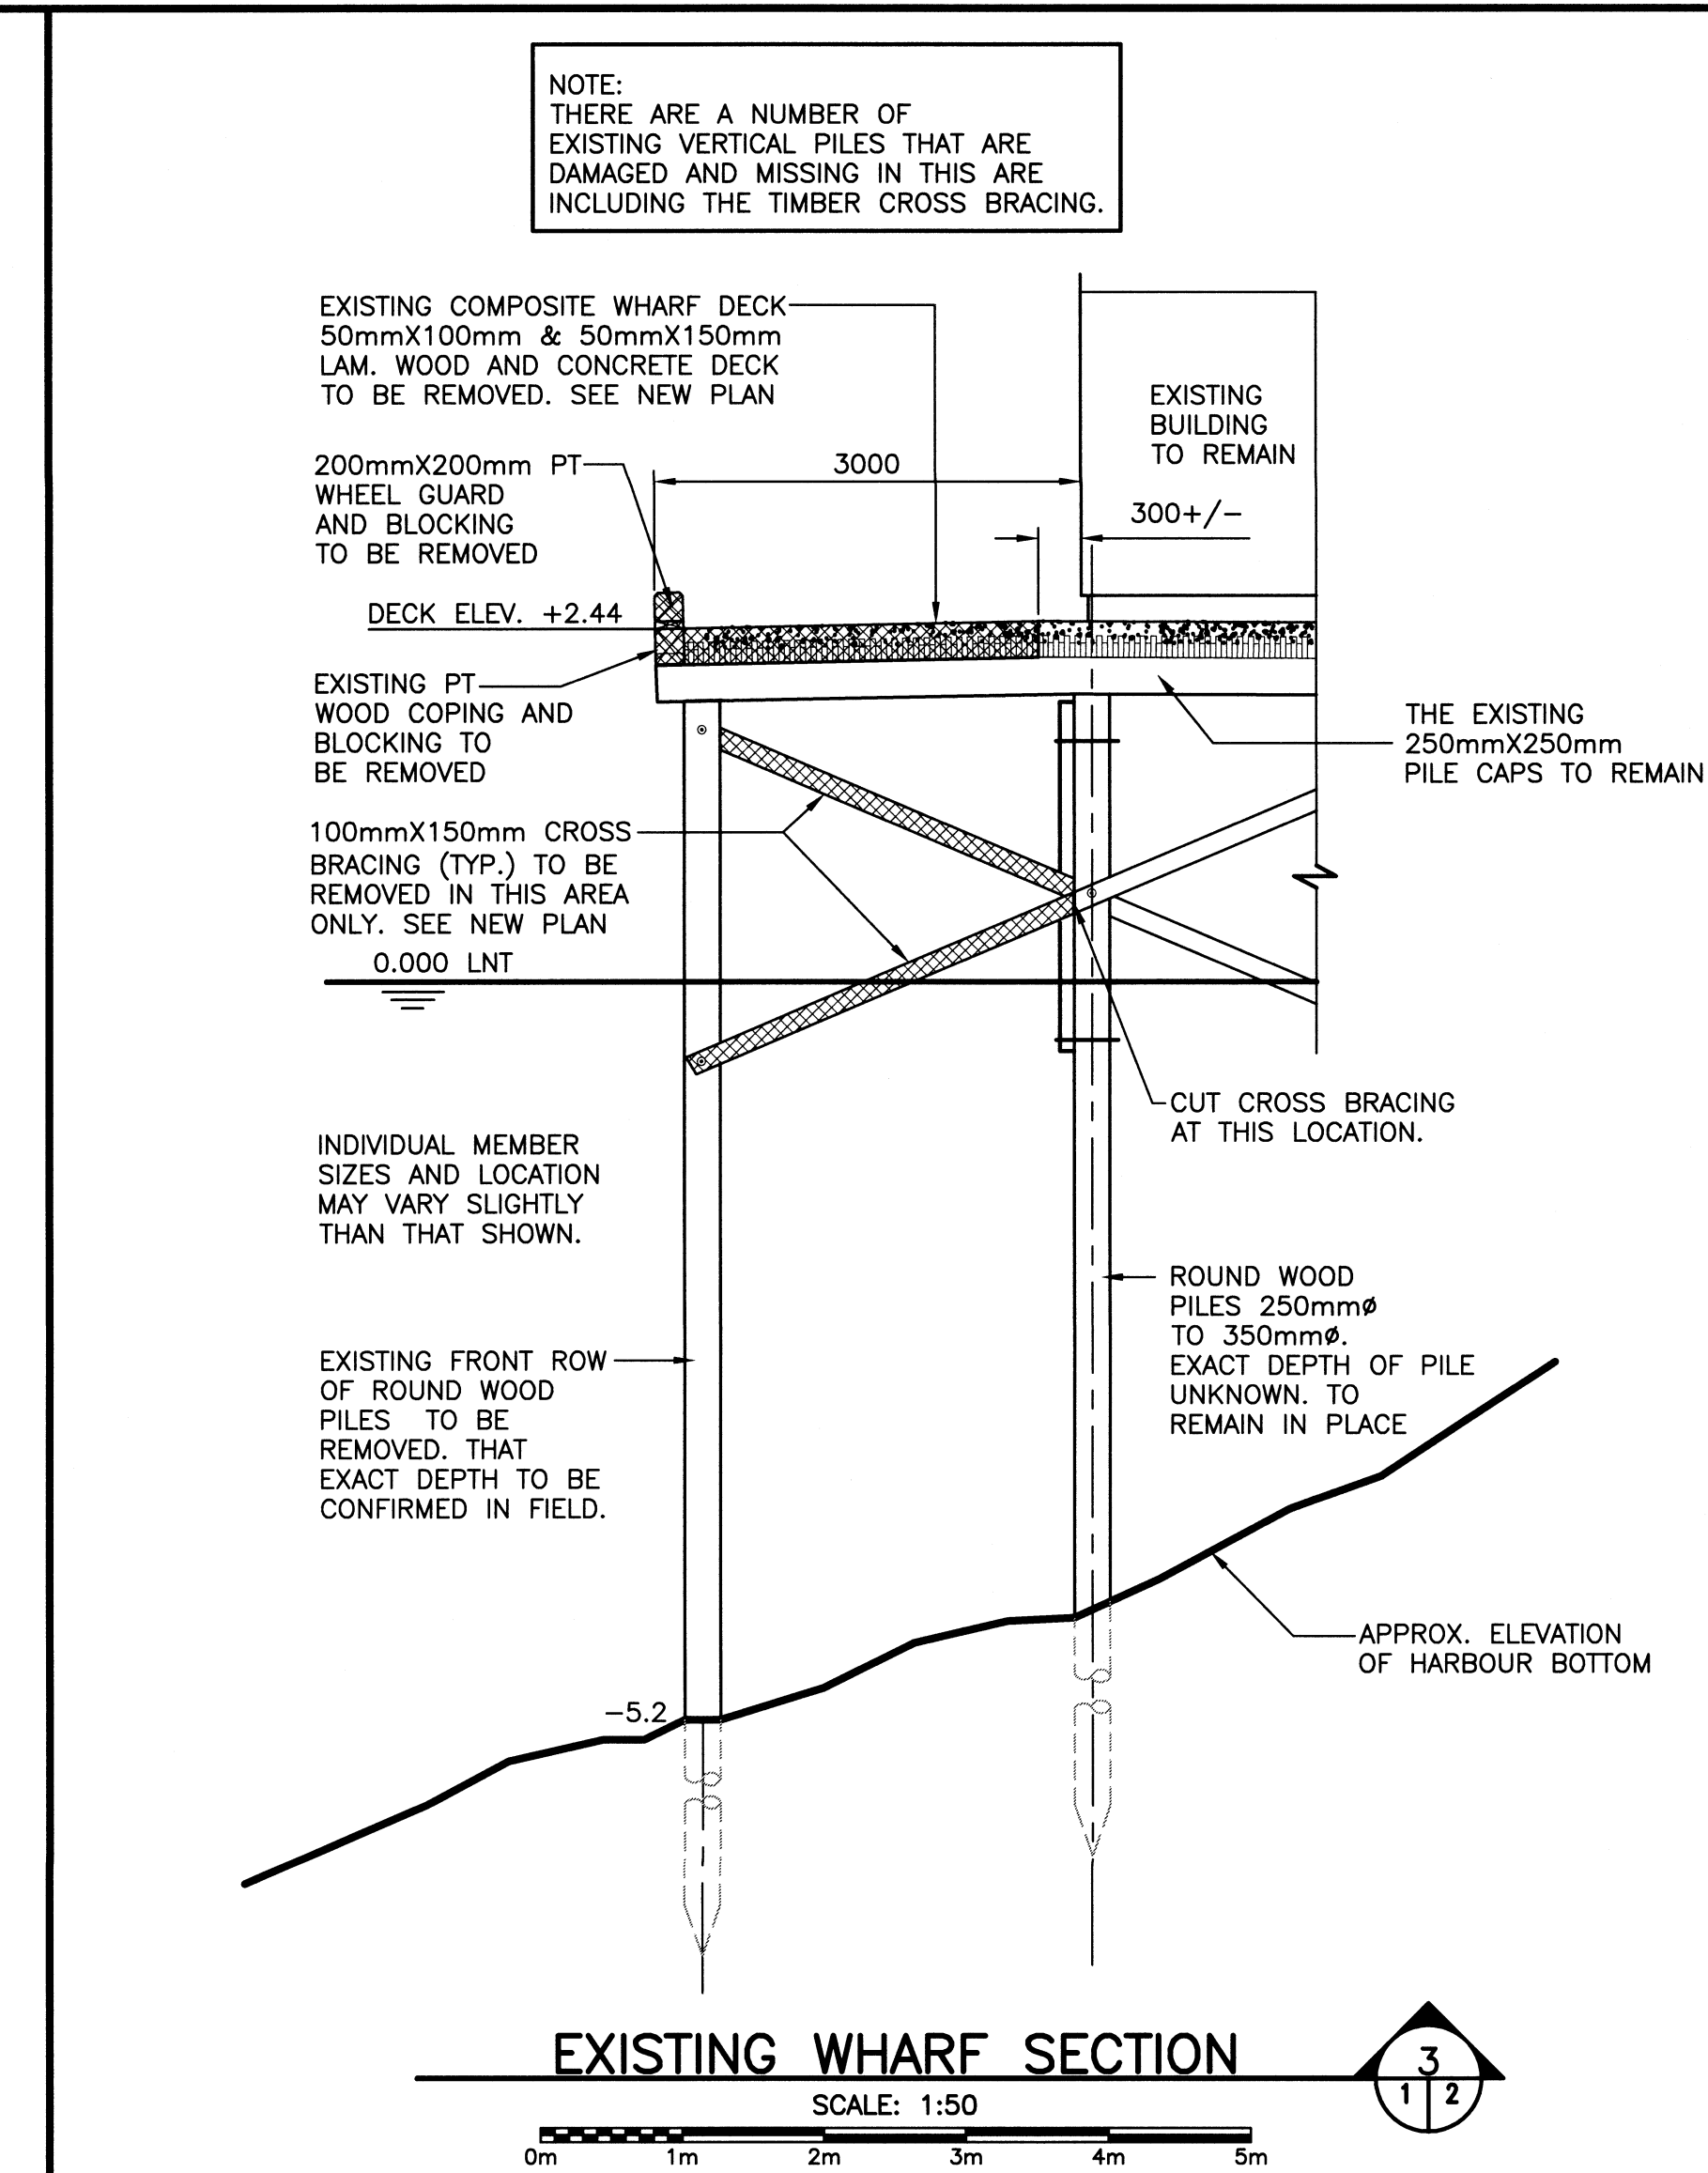 NOTE:
THERE ARE A NUMBER OF
EXISTING VERTICAL PILES THAT ARE
DAMAGED AND MISSING IN THIS ARE
INCLUDING THE TIMBER CROSS BRACING.
EXISTING COMPOSITE WHARF DECK
50mmX100mm & 50mmX150mm
LAM. WOOD AND CONCRETE DECK
TO BE REMOVED. SEE NEW PLAN
EXISTING
BUILDING
TO REMAIN
200mmX200mm PT
WHEEL GUARD
AND BLOCKING
TO BE REMOVED
3000
300+/-
DECK ELEV. +2.44
EXISTING PT
WOOD COPING AND
BLOCKING TO
BE REMOVED
THE EXISTING
250mmX250mm
PILE CAPS TO REMAIN
100mmX150mm CROSS
BRACING (TYP.) TO BE
REMOVED IN THIS AREA
ONLY. SEE NEW PLAN
0.000 LNT
CUT CROSS BRACING
AT THIS LOCATION.
INDIVIDUAL MEMBER
SIZES AND LOCATION
MAY VARY SLIGHTLY
THAN THAT SHOWN.
ROUND WOOD
PILES 250mmø
TO 350mmø.
EXACT DEPTH OF PILE
UNKNOWN. TO
REMAIN IN PLACE
EXISTING FRONT ROW
OF ROUND WOOD
PILES TO BE
REMOVED. THAT
EXACT DEPTH TO BE
CONFIRMED IN FIELD.
APPROX. ELEVATION
OF HARBOUR BOTTOM
-5.2
EXISTING WHARF SECTION
SCALE: 1:50
3
1 2
0m 1m 2m 3m 4m 5m